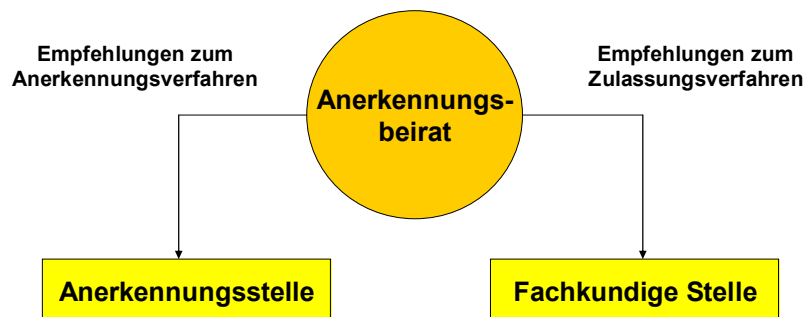 Empfehlungen zum
Anerkennungsverfahren
Anerkennungs-
beirat
Empfehlungen zum
Zulassungsverfahren
Anerkennungsstelle
Fachkundige Stelle